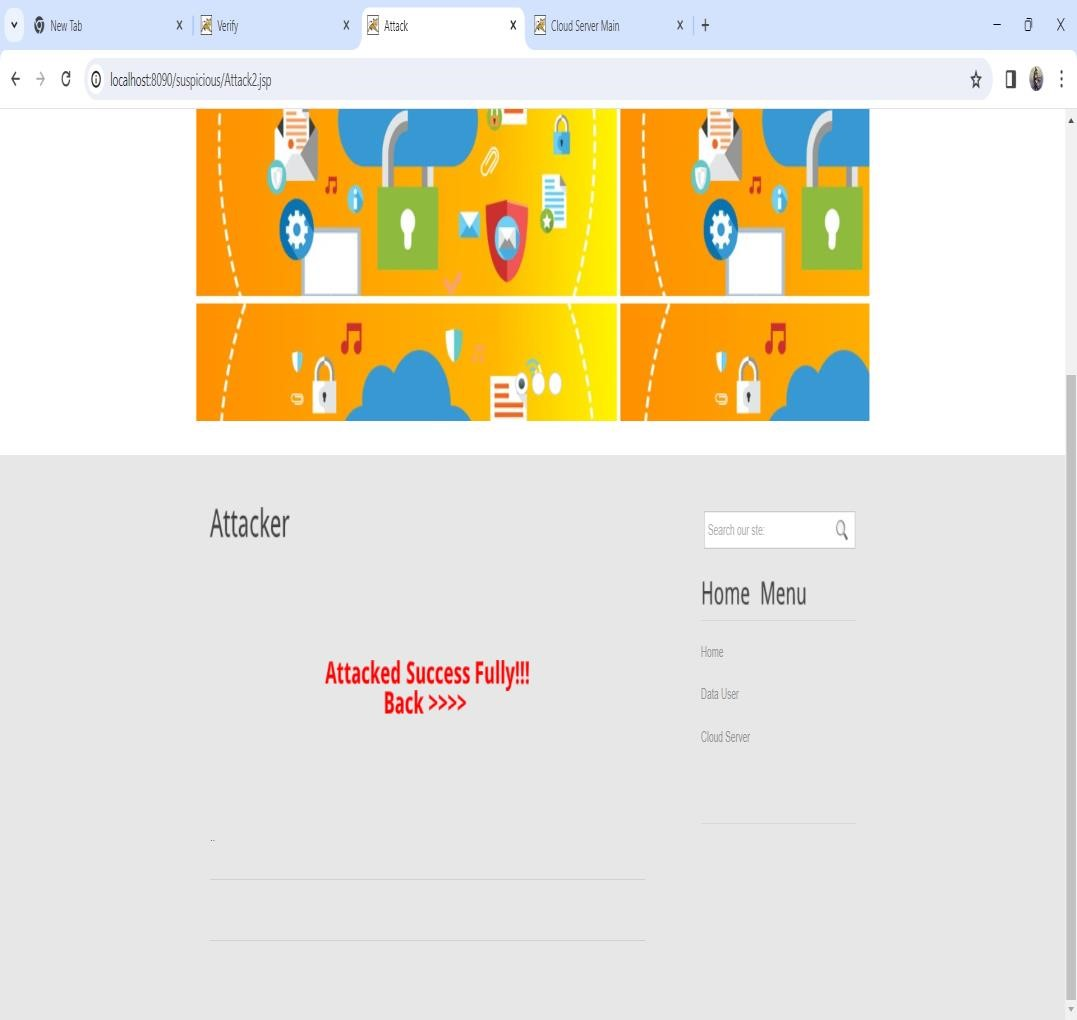 New Tab
Verify
Attack
Cloud Server Main
localhost:8090/suspicious/Attack2.jsp
Attacker
Search our ste:
Home Menu
Home
Attacked Success Fully!!!
Data User
Back >>>>
Cloud Server
..